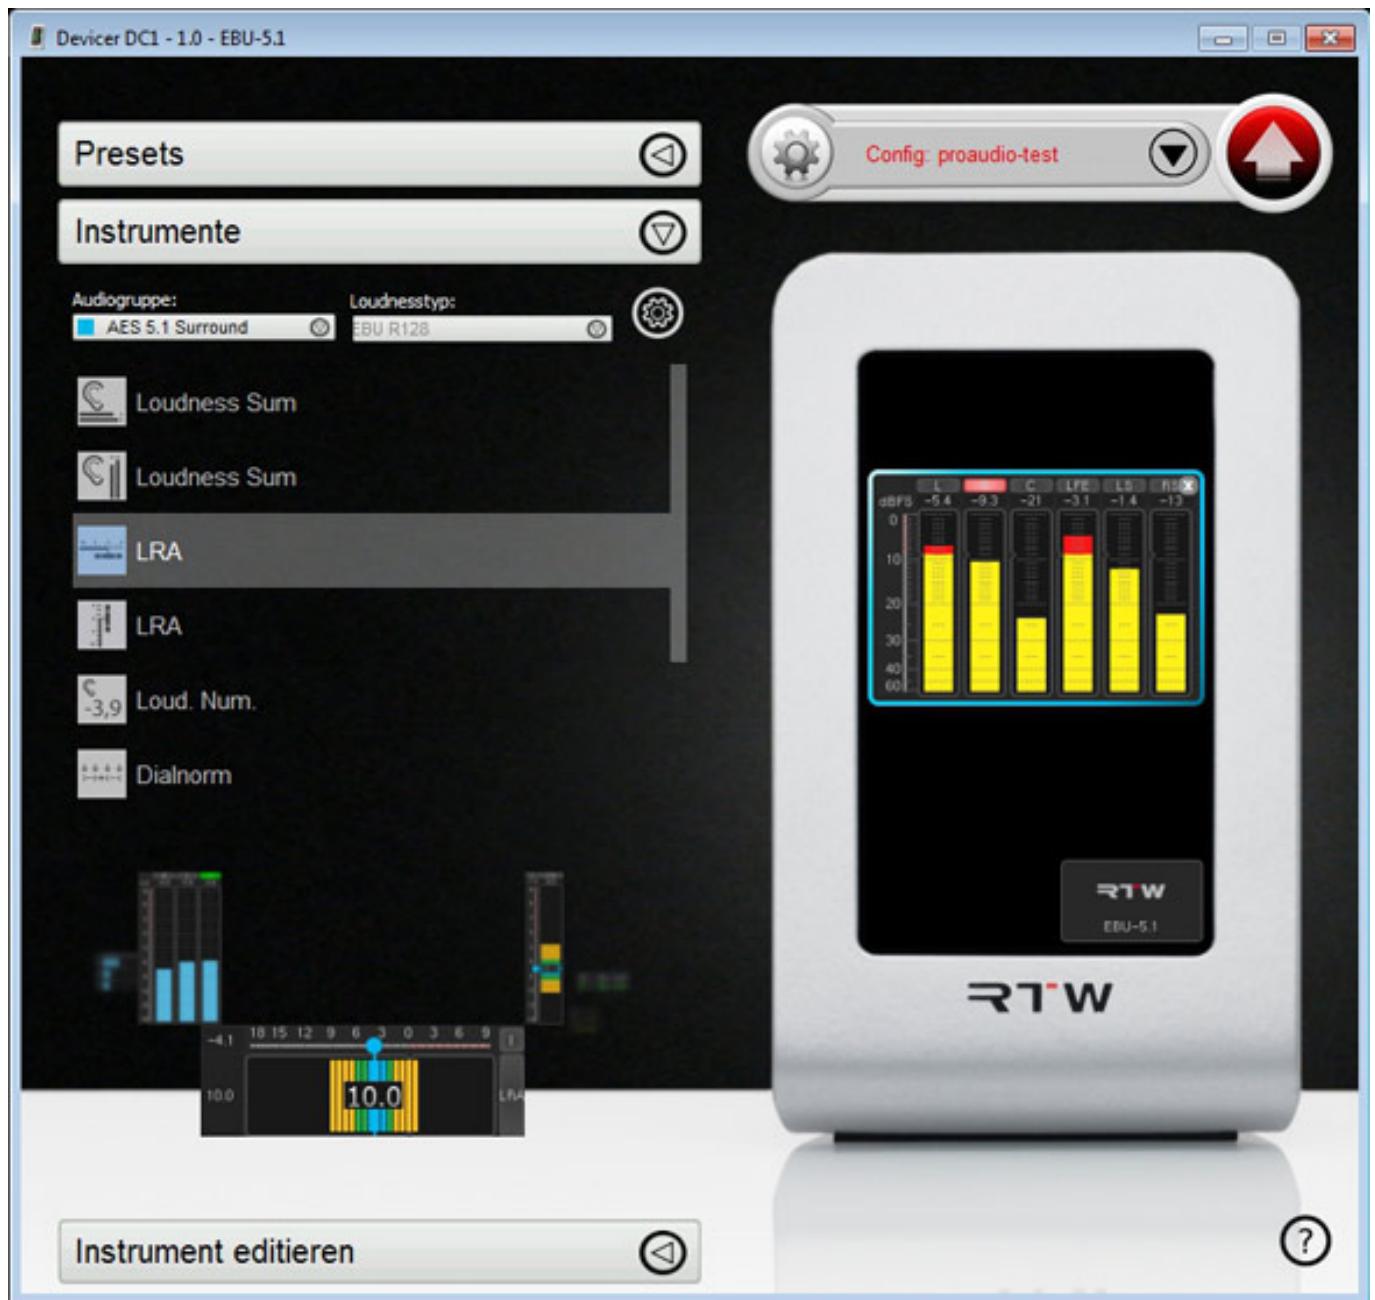 Devicer DC1 - 1.0 - EBU-5.1
Presets
Config: proaudio-test
Instrumente
Audiogruppe:
Loudnesstyp:
AES 5.1 Surround
EBU R128
Loudness Sum
Loudness Sum
LRA
LRA
-3,9
Loud. Num.
Dialnorm
L C LFE LS RS
dBFS -5.4 -9.3 -21 -3.1 -1.4 -13
0
10
20
30
40
60
RTW
EBU-5.1
RTW
-4.1 18 15 12 9 6 3 0 3 6 9 I
10.0 10.0 LRA
Instrument editieren
?